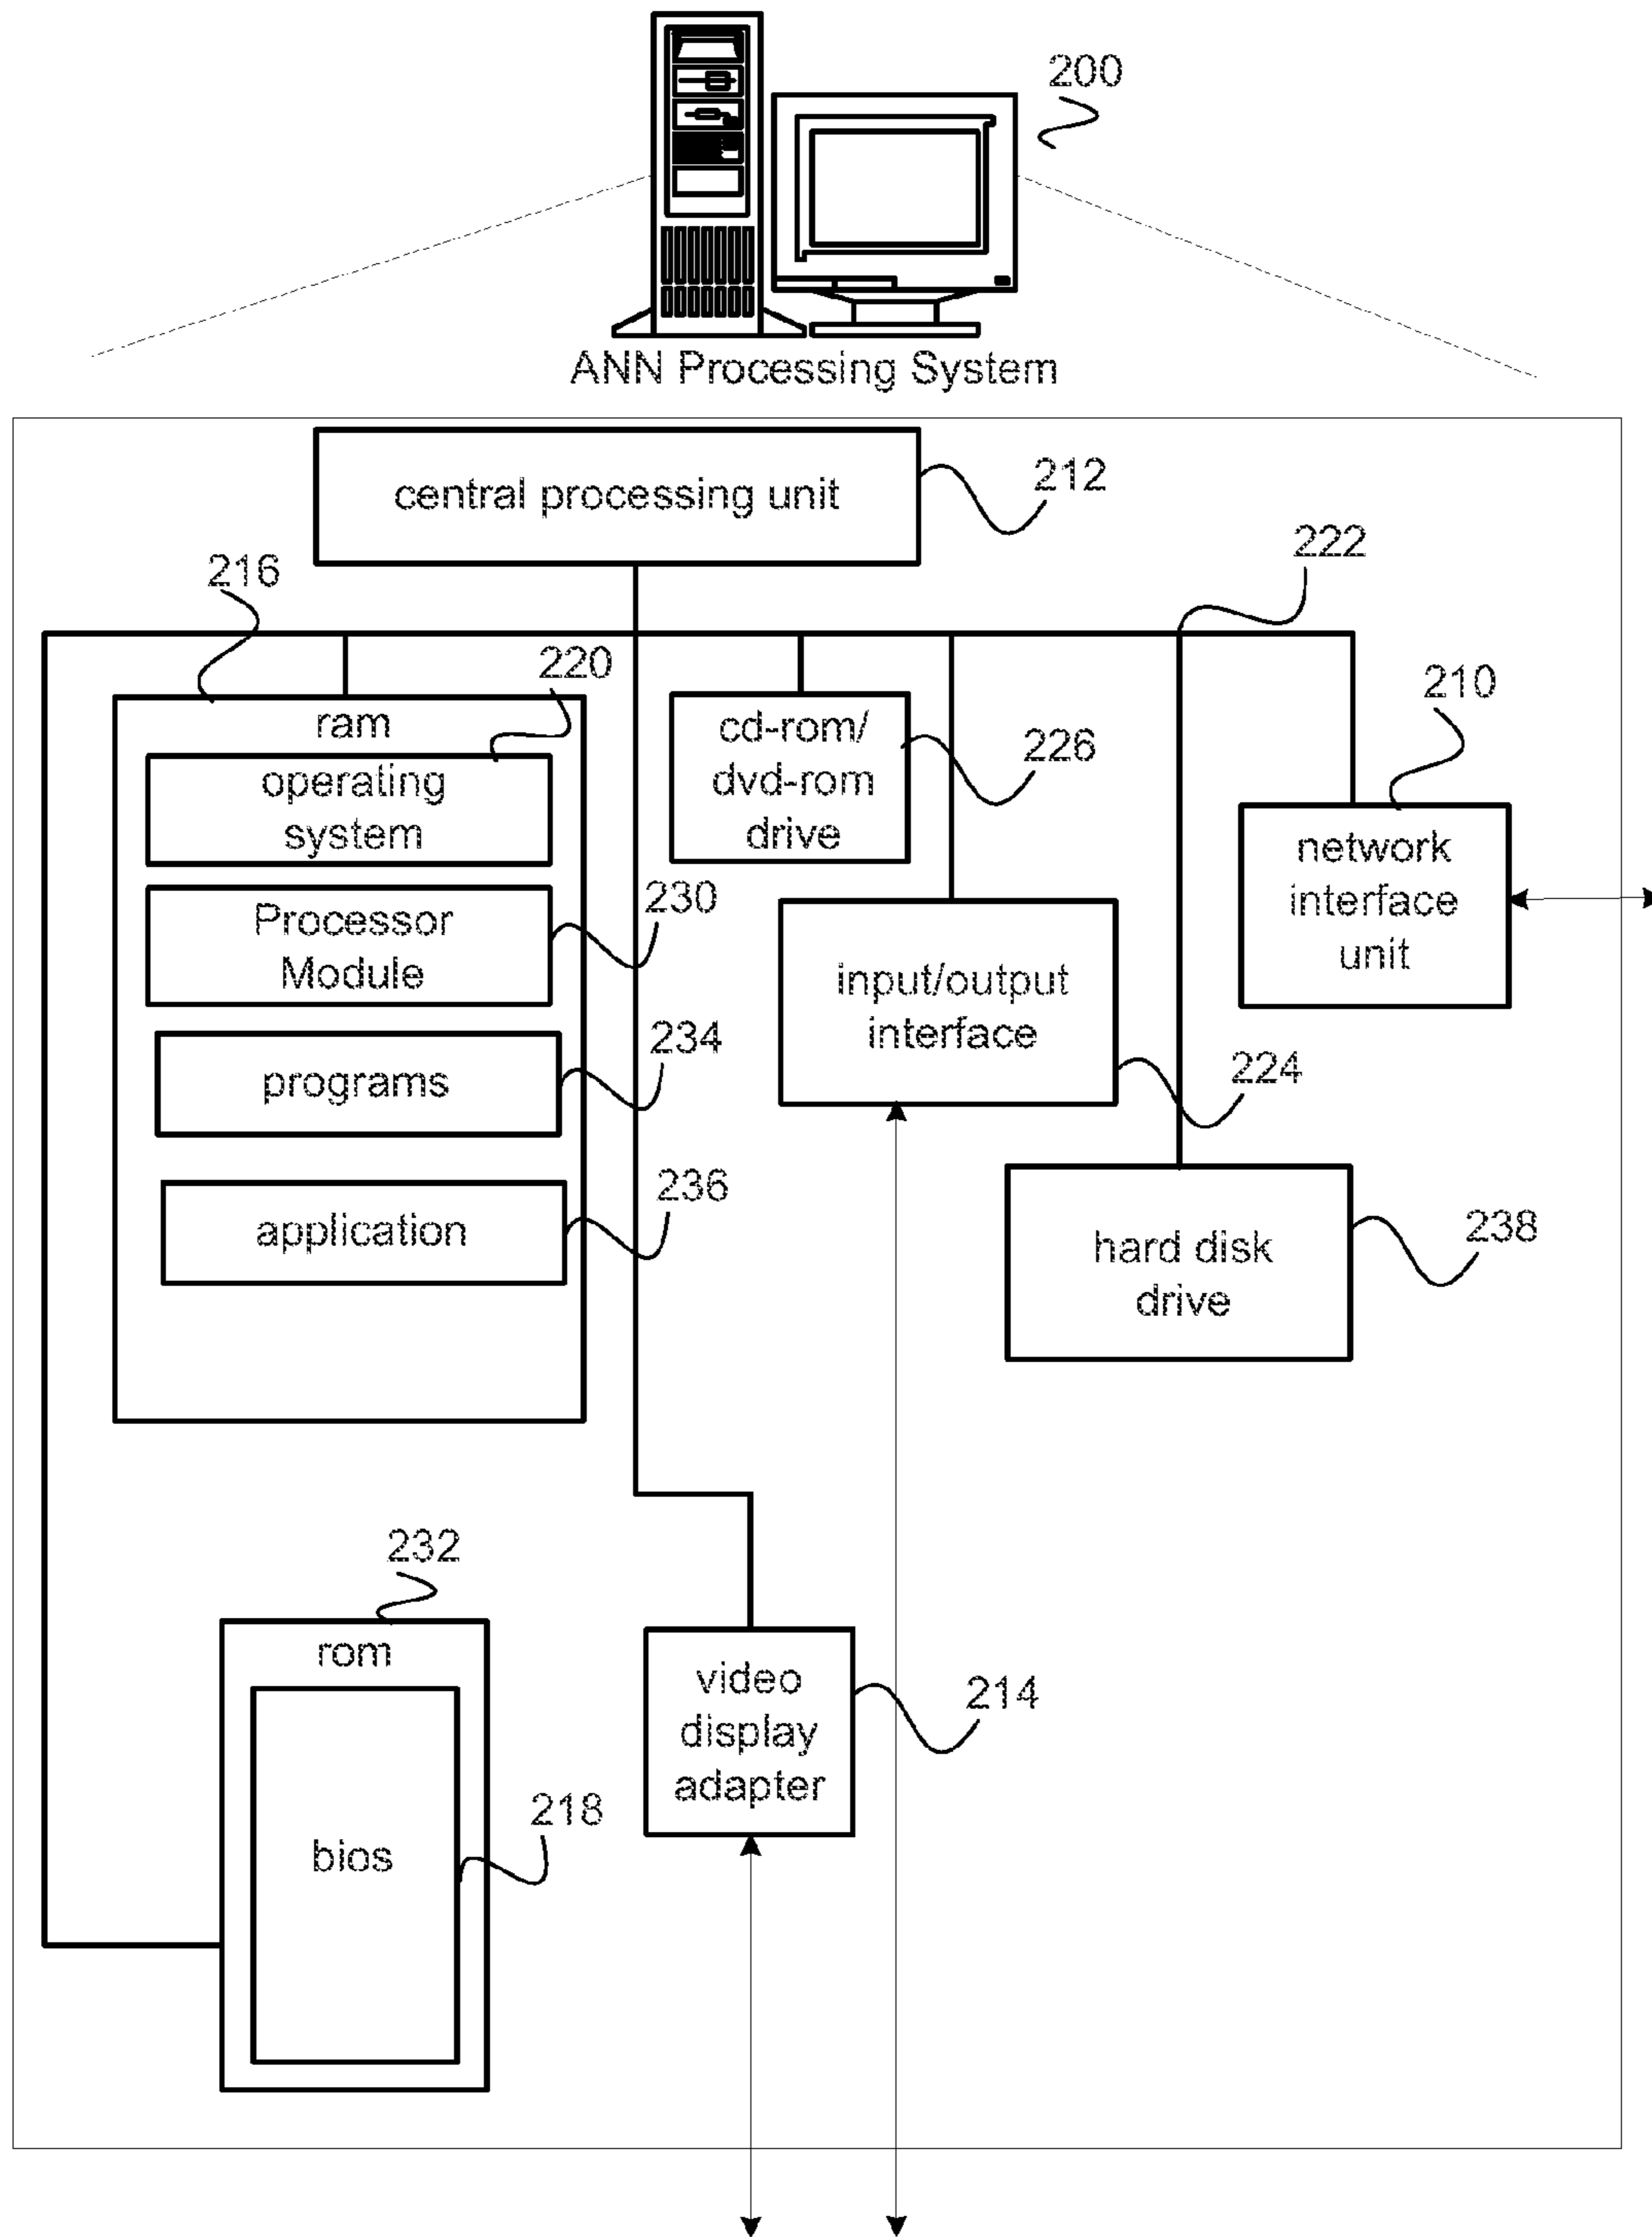 200
ANN Processing System
central processing unit
212
222
216
220
210
ram
operating
system
cd-rom/
dvd-rom
drive
226
network
interface
unit
230
Processor
Module
input/output
interface
234
programs
224
236
application
238
hard disk
drive
232
rom
video
display
adapter
214
218
bios